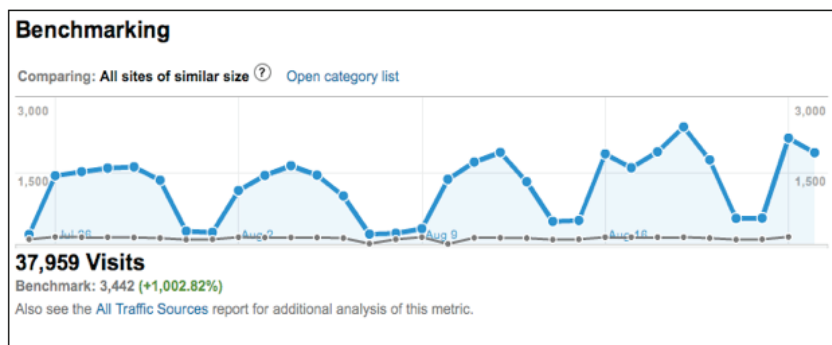 Benchmarking
Comparing: All sites of similar size ? Open category list
3,000 3,000
1,500 1,500
Jul 26 Aug 2 Aug 9 Aug 16
37,959 Visits
Benchmark: 3,442 (+1,002.82%)
Also see the All Traffic Sources report for additional analysis of this metric.